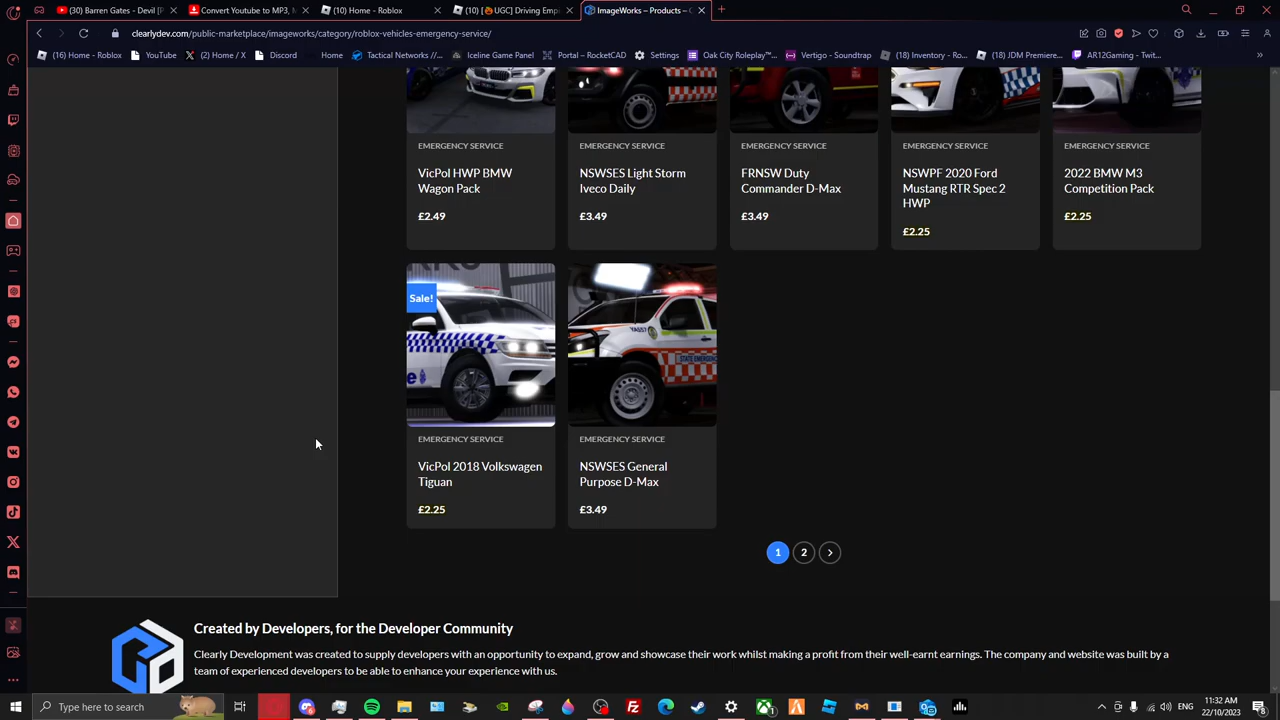 (30) Barren Gates - Devil [P
Convert Youtube to MP3, M
(10) Home - Roblox
(10) [🔥UGC] Driving Empi
ImageWorks – Products –
clearlydev.com/public-marketplace/imageworks/category/roblox-vehicles-emergency-service/
(16) Home - Roblox
YouTube
(2) Home / X
Discord
Home
Tactical Networks //...
Iceline Game Panel
Portal – RocketCAD
Settings
Oak City Roleplay™...
Vertigo - Soundtrap
(18) Inventory - Ro...
(18) JDM Premiere...
AR12Gaming - Twit...
EMERGENCY SERVICE
VicPol HWP BMW
Wagon Pack
£2.49
EMERGENCY SERVICE
NSWSES Light Storm
Iveco Daily
£3.49
EMERGENCY SERVICE
FRNSW Duty
Commander D-Max
£3.49
EMERGENCY SERVICE
NSWPF 2020 Ford
Mustang RTR Spec 2
HWP
£2.25
EMERGENCY SERVICE
2022 BMW M3
Competition Pack
£2.25
Sale!
EMERGENCY SERVICE
VicPol 2018 Volkswagen
Tiguan
£2.25
STATE EMERGENCY
EMERGENCY SERVICE
NSWSES General
Purpose D-Max
£3.49
1
2
Created by Developers, for the Developer Community
Clearly Development was created to supply developers with an opportunity to expand, grow and showcase their work whilst making a profit from their well-earnt earnings. The company and website was built by a
team of experienced developers to be able to enhance your experience with us.
Type here to search
ENG
11:32 AM
22/10/2023